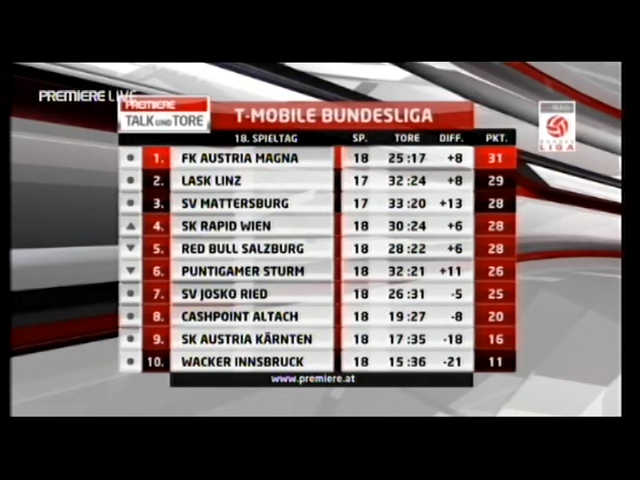 PREMIERE LIVE
PREMIERE
TALK UND TORE
T-MOBILE BUNDESLIGA
18. SPIELTAG SP. TORE DIFF. PKT.
1. FK AUSTRIA MAGNA 18 25 :17 +8 31
2. LASK LINZ 17 32 :24 +8 29
3. SV MATTERSBURG 17 33 :20 +13 28
4. SK RAPID WIEN 18 30 :24 +6 28
5. RED BULL SALZBURG 18 28 :22 +6 28
6. PUNTIGAMER STURM 18 32 :21 +11 26
7. SV JOSKO RIED 18 26 :31 -5 25
8. CASHPOINT ALTACH 18 19 :27 -8 20
9. SK AUSTRIA KÄRNTEN 18 17 :35 -18 16
10. WACKER INNSBRUCK 18 15 :36 -21 11
www.premiere.at
LIGA